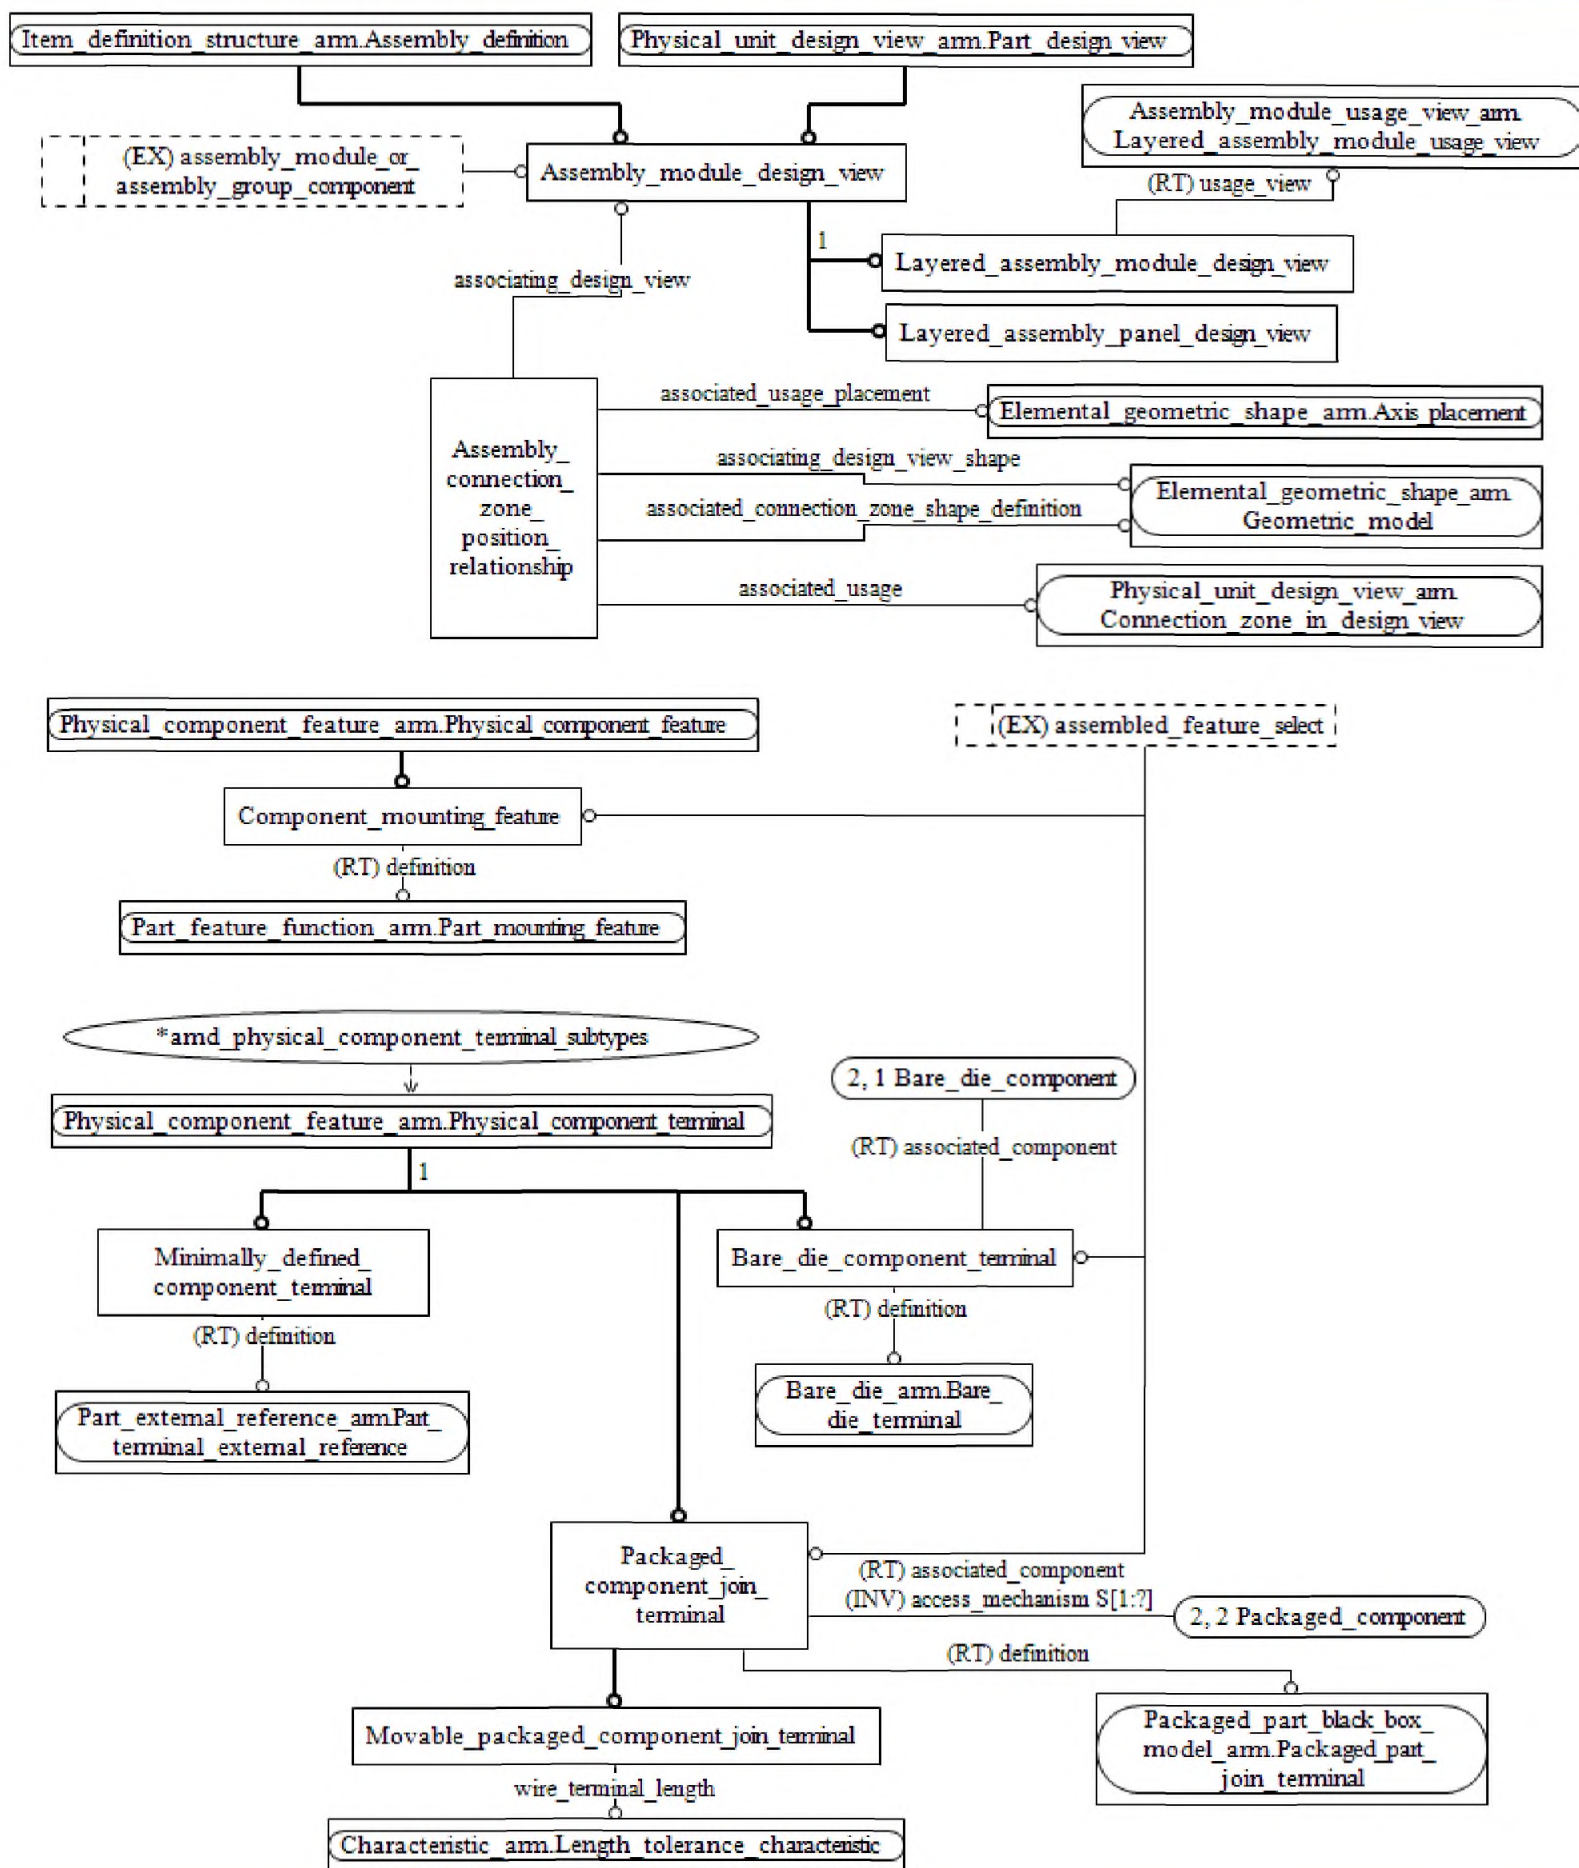 Item_definition_structure_arm.Assembly_definition
Physical_unit_design_view_arm.Part_design_view
Assembly_module_usage_view_arm.
Layered_assembly_module_usage_view
(EX) assembly_module_or_
assembly_group_component
Assembly_module_design_view
(RT) usage_view
1
Layered_assembly_module_design_view
associating_design_view
Layered_assembly_panel_design_view
Assembly_
connection_
zone_
position_
relationship
associated_usage_placement
Elemental_geometric_shape_arm.Axis_placement
associating_design_view_shape
associated_connection_zone_shape_definition
Elemental_geometric_shape_arm.
Geometric_model
associated_usage
Physical_unit_design_view_arm.
Connection_zone_in_design_view
Physical_component_feature_arm.Physical_component_feature
(EX) assembled_feature_select
Component_mounting_feature
(RT) definition
Part_feature_function_arm.Part_mounting_feature
*amd_physical_component_terminal_subtypes
2, 1 Bare_die_component
Physical_component_feature_arm.Physical_component_terminal
(RT) associated_component
1
Minimally_defined_
component_terminal
Bare_die_component_terminal
(RT) definition
(RT) definition
Part_external_reference_arm.Part_
terminal_external_reference
Bare_die_arm.Bare_
die_terminal
Packaged_
component_join_
terminal
(RT) associated_component
(INV) access_mechanism S[1:?]
2, 2 Packaged_component
(RT) definition
Movable_packaged_component_join_terminal
Packaged_part_black_box_
model_arm.Packaged_part_
join_terminal
wire_terminal_length
Characteristic_arm.Length_tolerance_characteristic